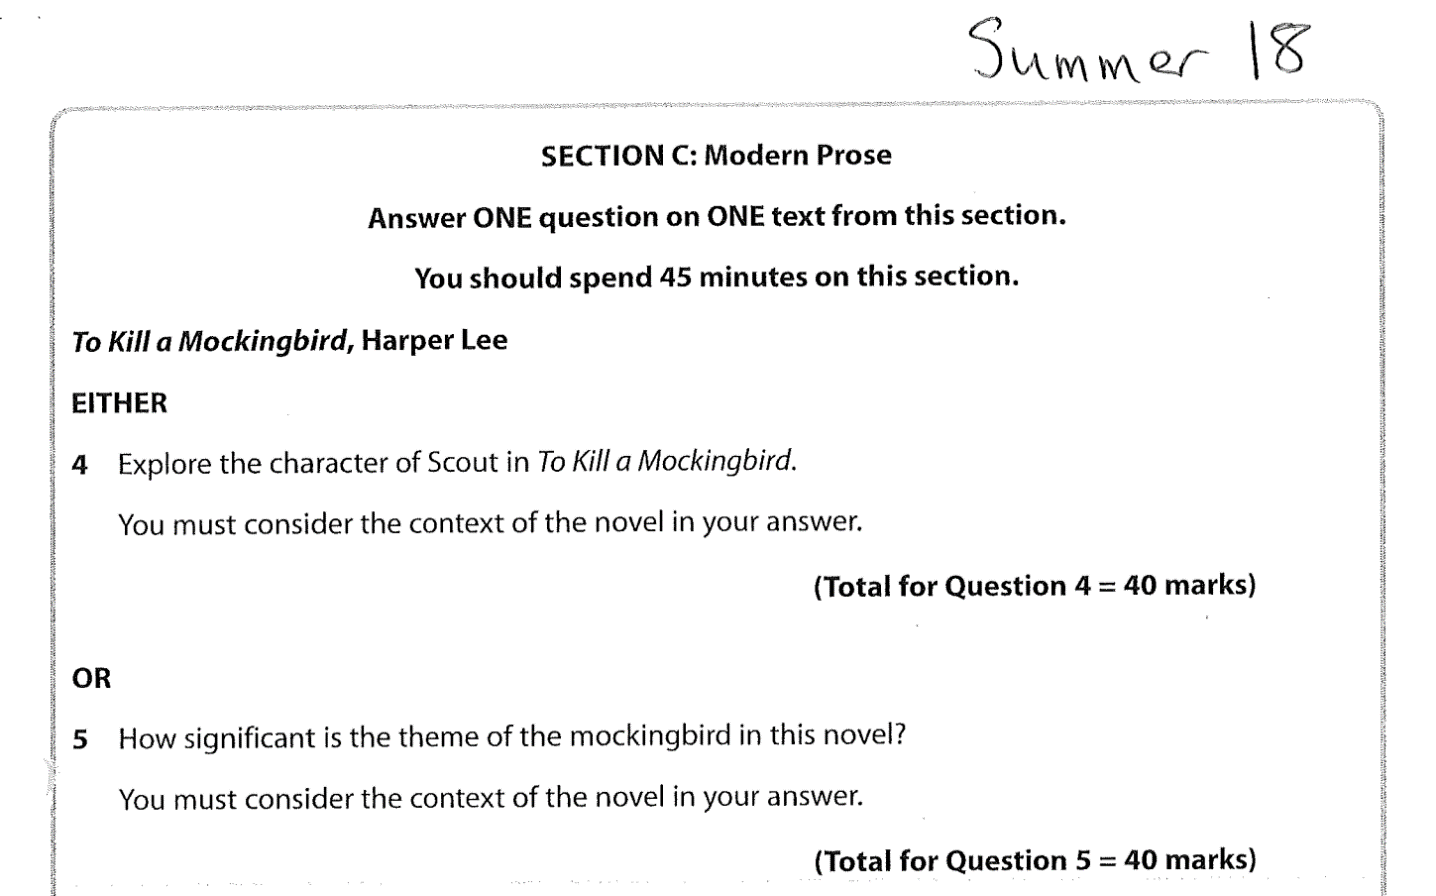 Summer 18
SECTION C: Modern Prose
Answer ONE question on ONE text from this section.
You should spend 45 minutes on this section.
To Kill a Mockingbird, Harper Lee
EITHER
4 Explore the character of Scout in To Kill a Mockingbird.
You must consider the context of the novel in your answer.
(Total for Question 4 = 40 marks)
OR
5 How significant is the theme of the mockingbird in this novel?
You must consider the context of the novel in your answer.
(Total for Question 5 = 40 marks)